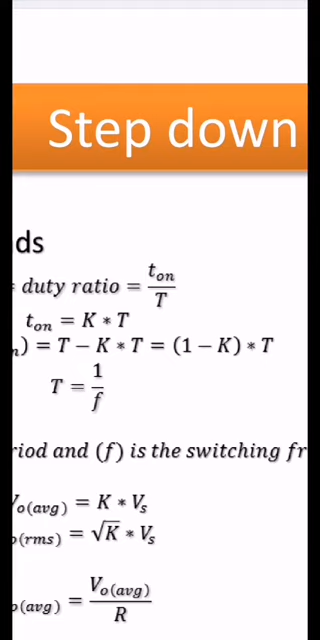 Step down
ds
= duty ratio = t_on / T
t_on = K * T
) = T − K * T = (1 − K) * T
T = 1 / f
riod and (f) is the switching fr
V_o(avg) = K * V_s
o(rms) = √K * V_s
o(avg) = V_o(avg) / R